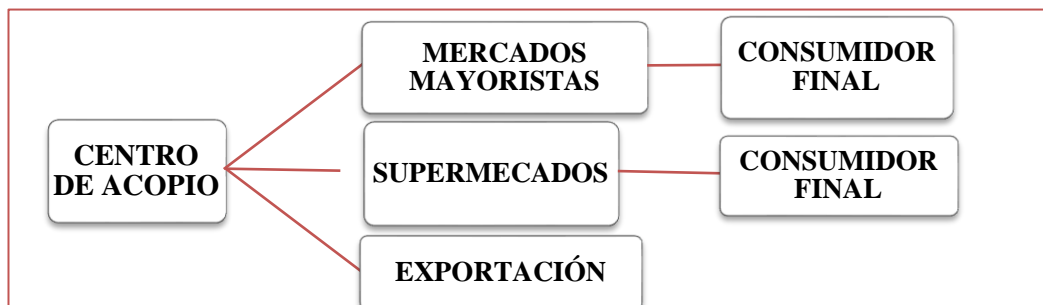 CENTRO
DE ACOPIO
MERCADOS
MAYORISTAS
CONSUMIDOR
FINAL
SUPERMECADOS
CONSUMIDOR
FINAL
EXPORTACIÓN